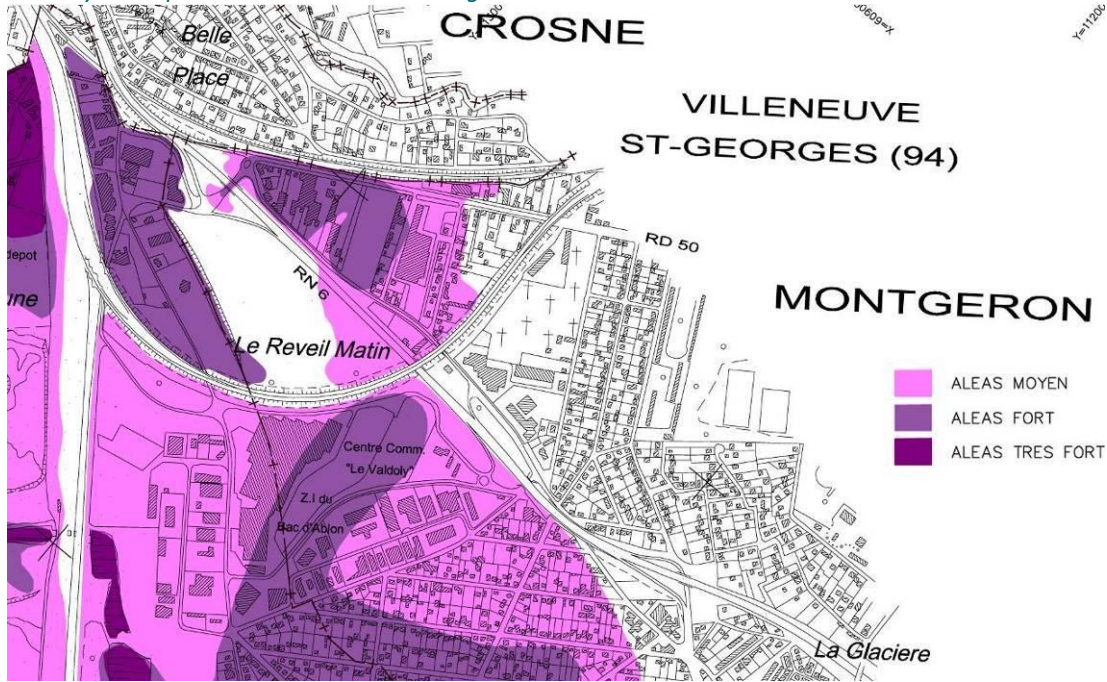 CROSNE
Belle
Place
VILLENEUVE
ST-GEORGES (94)
RD 50
depot
une
RN 6
MONTGERON
Le Reveil Matin
ALEAS MOYEN
ALEAS FORT
ALEAS TRES FORT
Centre Comm.
"Le Valdoly"
Z.I du
Bac d'Ablon
La Glaciere